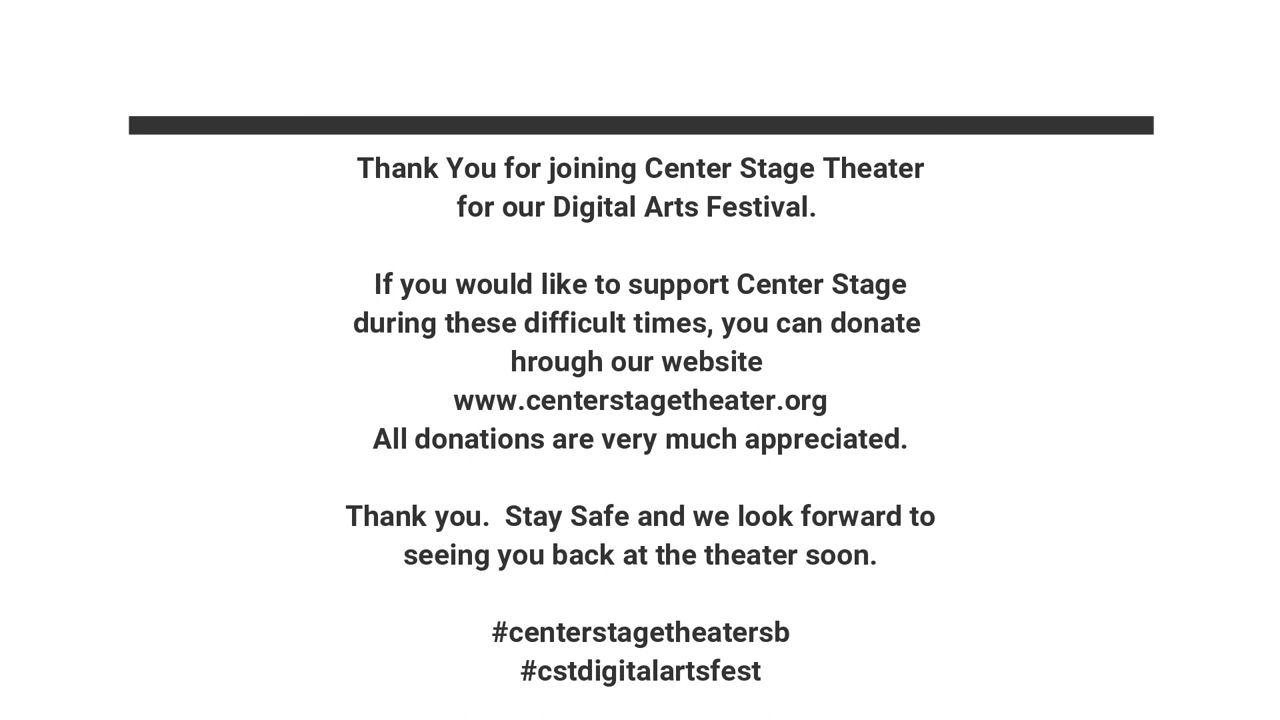 Thank You for joining Center Stage Theater
for our Digital Arts Festival.
If you would like to support Center Stage
during these difficult times, you can donate
hrough our website
www.centerstagetheater.org
All donations are very much appreciated.
Thank you.  Stay Safe and we look forward to
seeing you back at the theater soon.
#centerstagetheatersb
#cstdigitalartsfest